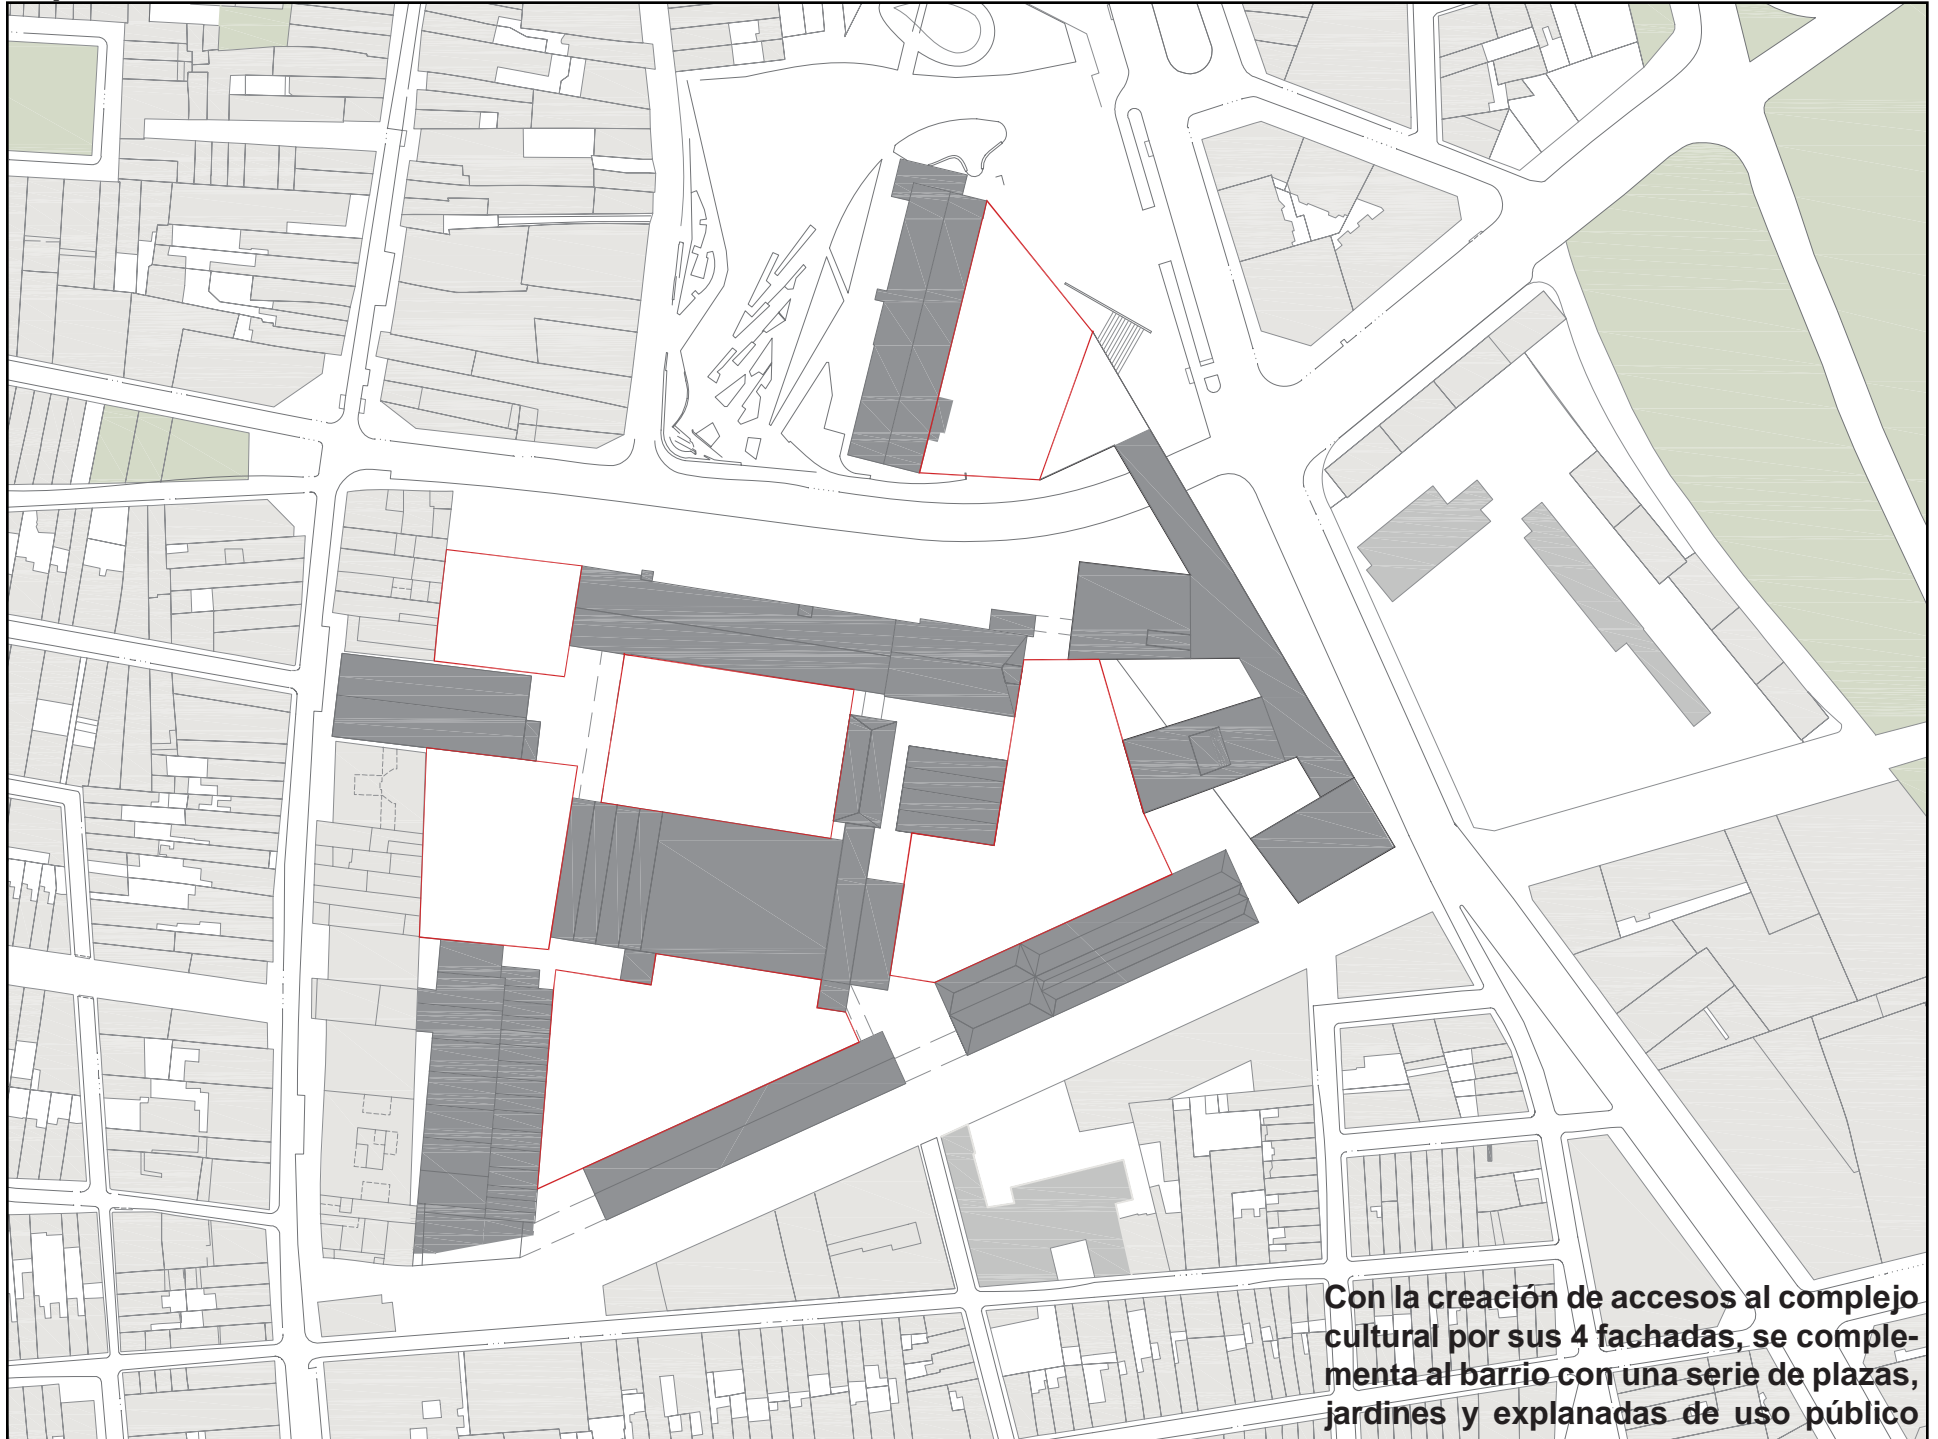 Con la creación de accesos al complejo
cultural por sus 4 fachadas, se comple-
menta al barrio con una serie de plazas,
jardines y explanadas de uso público